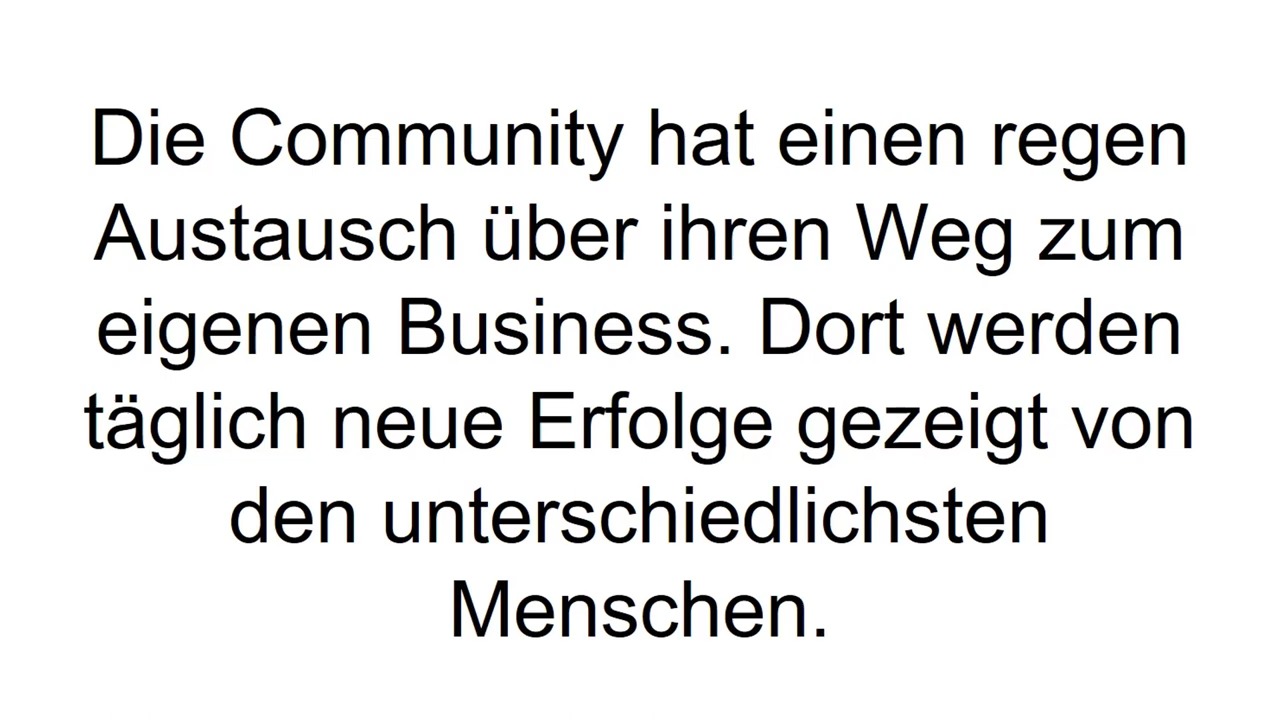 Die Community hat einen regen
Austausch über ihren Weg zum
eigenen Business. Dort werden
täglich neue Erfolge gezeigt von
den unterschiedlichsten
Menschen.